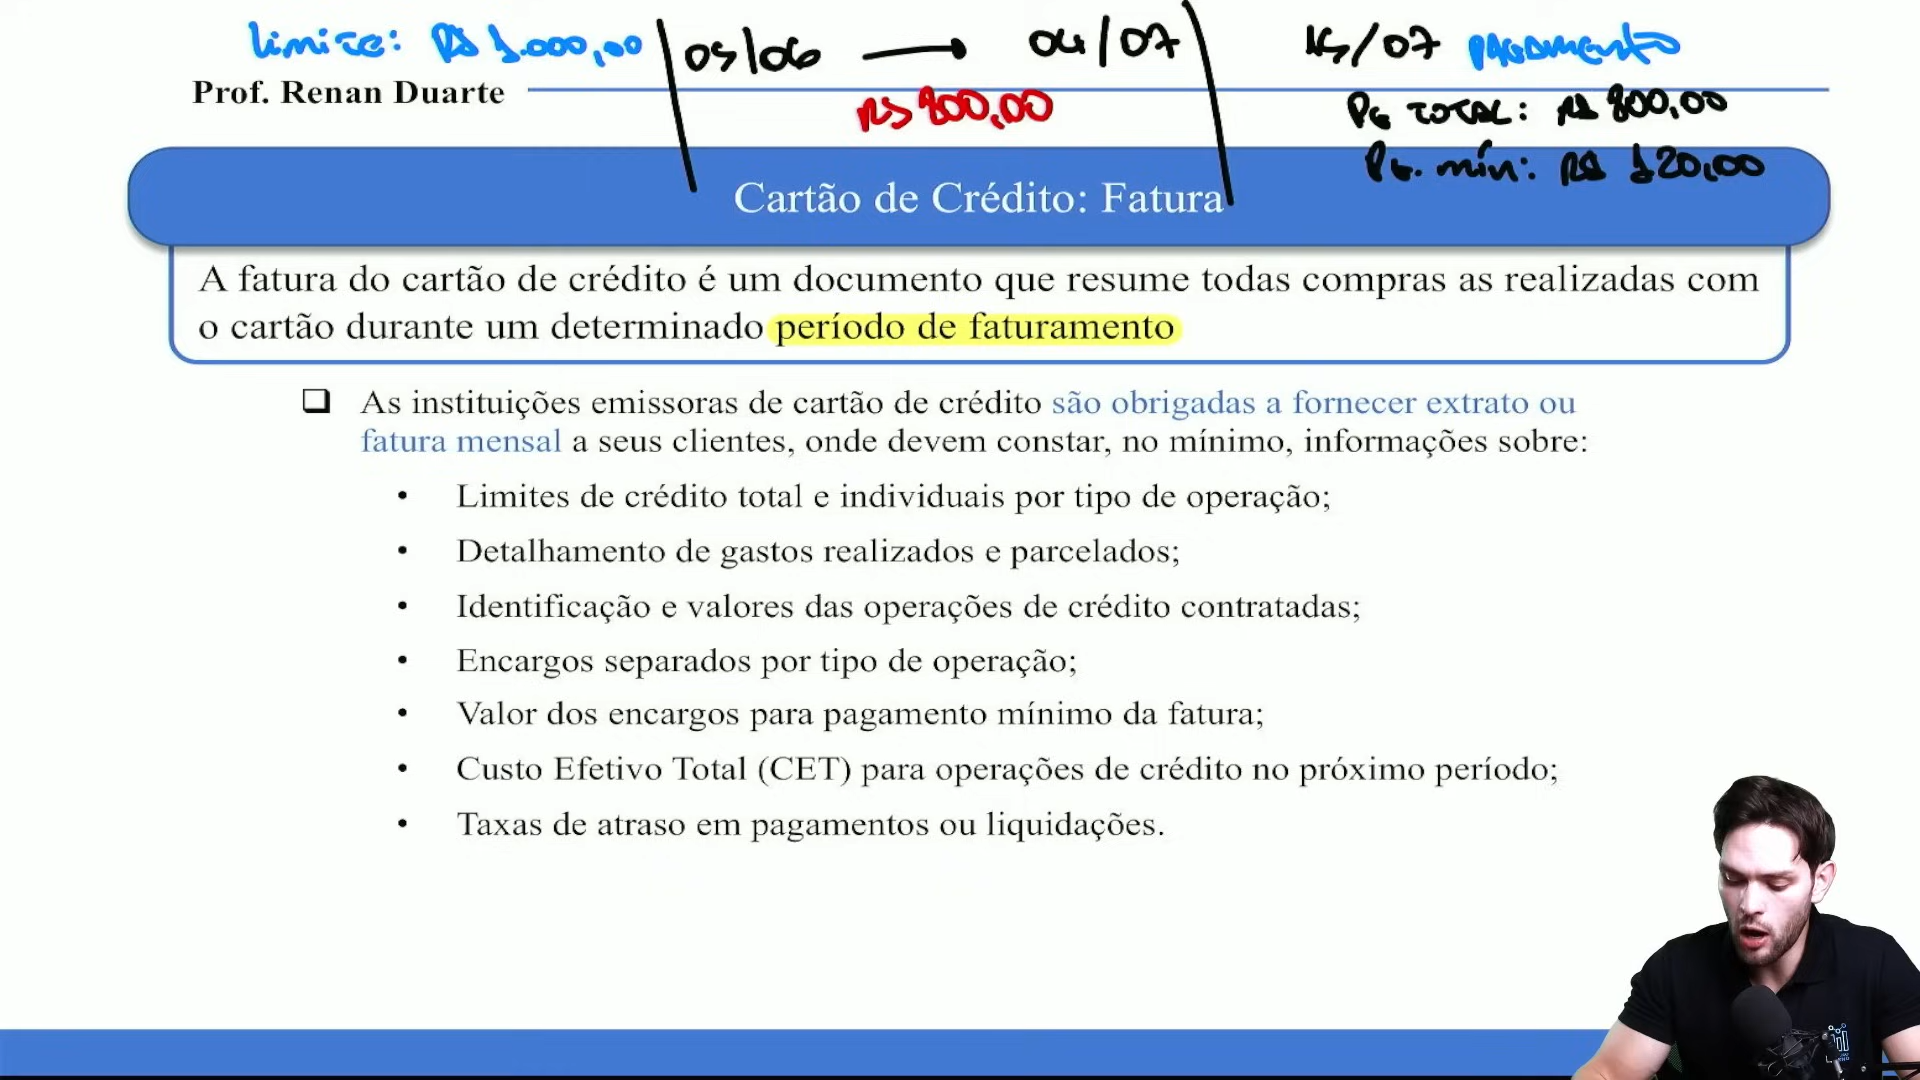 limite: R$ 1.000,00
05/06 → 04/07
15/07 pagamento
Prof. Renan Duarte
R$ 800,00
Pg TOTAL: R$ 800,00
Pg. mín: R$ 120,00
Cartão de Crédito: Fatura
A fatura do cartão de crédito é um documento que resume todas compras as realizadas com
o cartão durante um determinado período de faturamento
❑ As instituições emissoras de cartão de crédito são obrigadas a fornecer extrato ou
fatura mensal a seus clientes, onde devem constar, no mínimo, informações sobre:
• Limites de crédito total e individuais por tipo de operação;
• Detalhamento de gastos realizados e parcelados;
• Identificação e valores das operações de crédito contratadas;
• Encargos separados por tipo de operação;
• Valor dos encargos para pagamento mínimo da fatura;
• Custo Efetivo Total (CET) para operações de crédito no próximo período;
• Taxas de atraso em pagamentos ou liquidações.